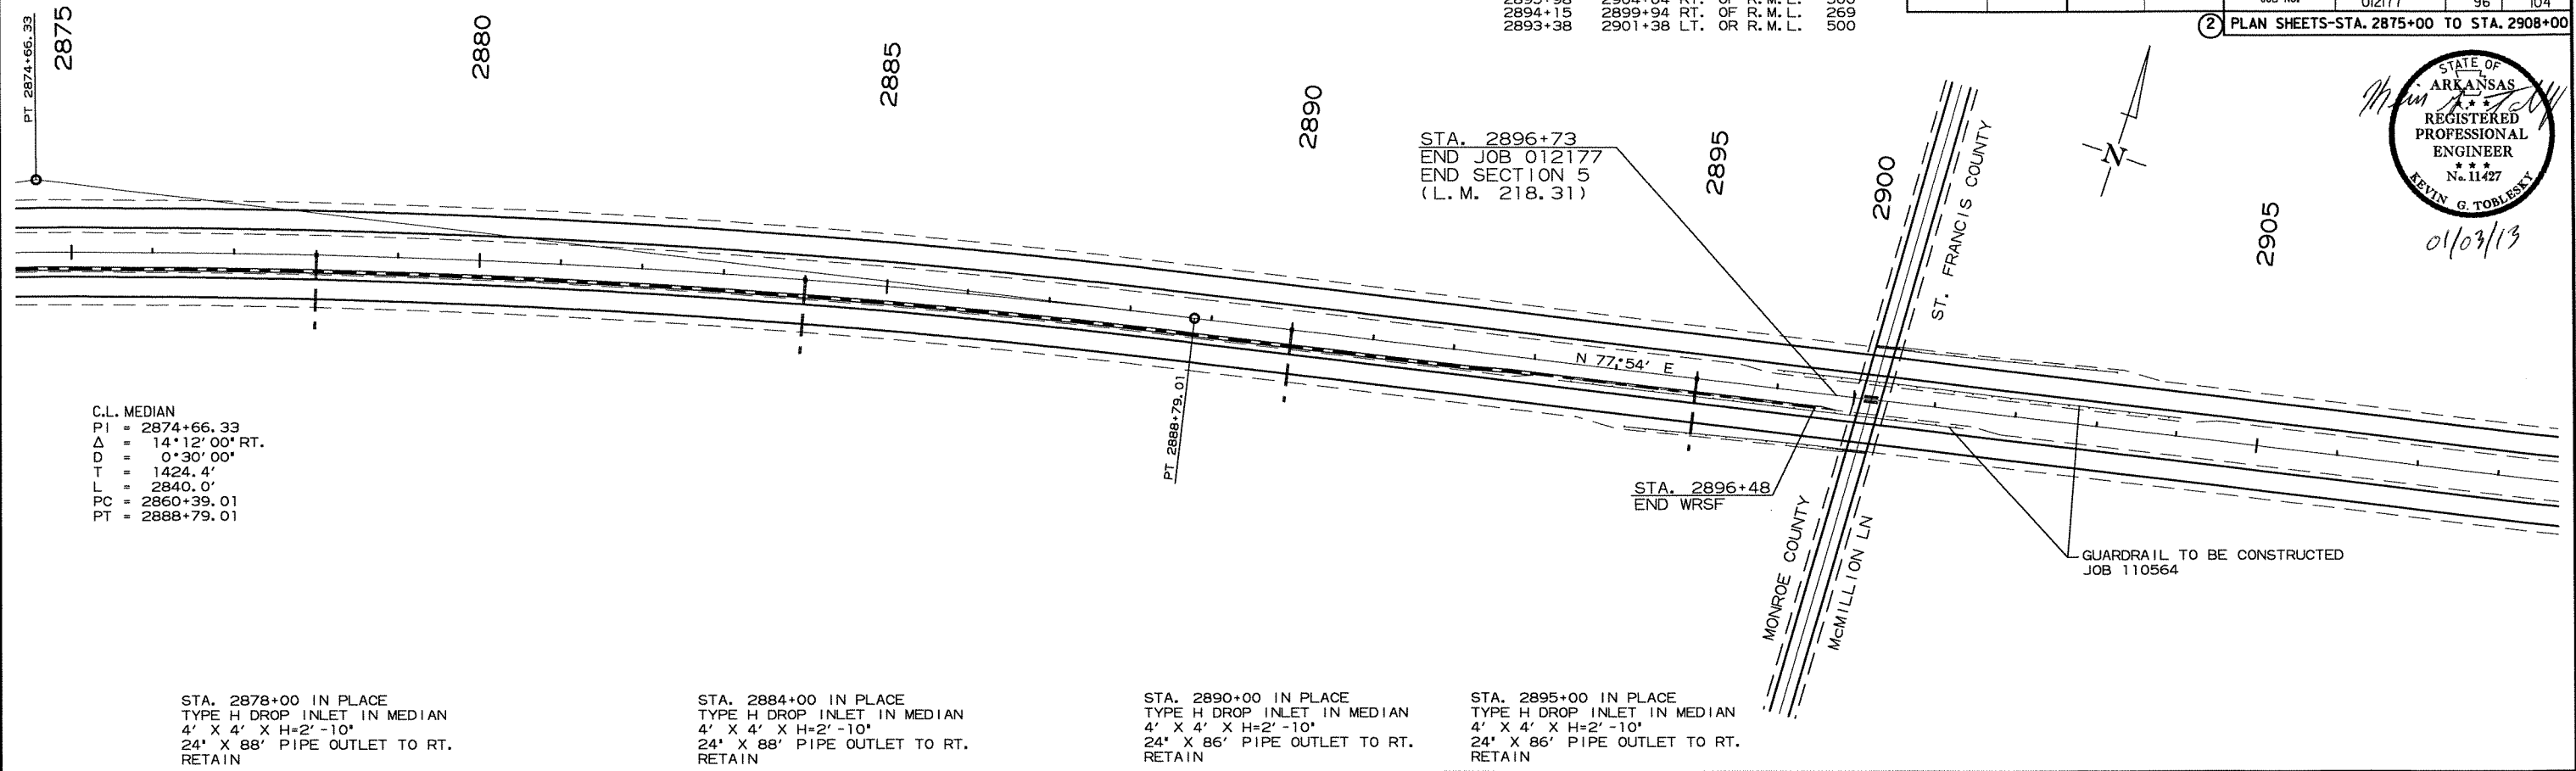 2894+15 2899+94 RT. OF R.M.L. 269
2893+38 2901+38 LT. OR R.M.L. 500
012177 96 104
2 PLAN SHEETS-STA. 2875+00 TO STA. 2908+00
PT 2874+66.33
2875
2880
2885
2890
2895
2900
2905
STA. 2896+73
END JOB 012177
END SECTION 5
(L.M. 218.31)
ST. FRANCIS COUNTY
N
STATE OF
ARKANSAS
★ ★ ★
REGISTERED
PROFESSIONAL
ENGINEER
★ ★ ★
No. 11427
KEVIN G. TOBLESKY
01/03/13
N 77°54' E
PT 2888+79.01
C.L. MEDIAN
PI = 2874+66.33
Δ = 14°12'00" RT.
D = 0°30'00"
T = 1424.4'
L = 2840.0'
PC = 2860+39.01
PT = 2888+79.01
STA. 2896+48
END WRSF
MONROE COUNTY
McMILLION LN
GUARDRAIL TO BE CONSTRUCTED
JOB 110564
STA. 2878+00 IN PLACE
TYPE H DROP INLET IN MEDIAN
4' X 4' X H=2'-10"
24" X 88' PIPE OUTLET TO RT.
RETAIN
STA. 2884+00 IN PLACE
TYPE H DROP INLET IN MEDIAN
4' X 4' X H=2'-10"
24" X 88' PIPE OUTLET TO RT.
RETAIN
STA. 2890+00 IN PLACE
TYPE H DROP INLET IN MEDIAN
4' X 4' X H=2'-10"
24" X 86' PIPE OUTLET TO RT.
RETAIN
STA. 2895+00 IN PLACE
TYPE H DROP INLET IN MEDIAN
4' X 4' X H=2'-10"
24" X 86' PIPE OUTLET TO RT.
RETAIN